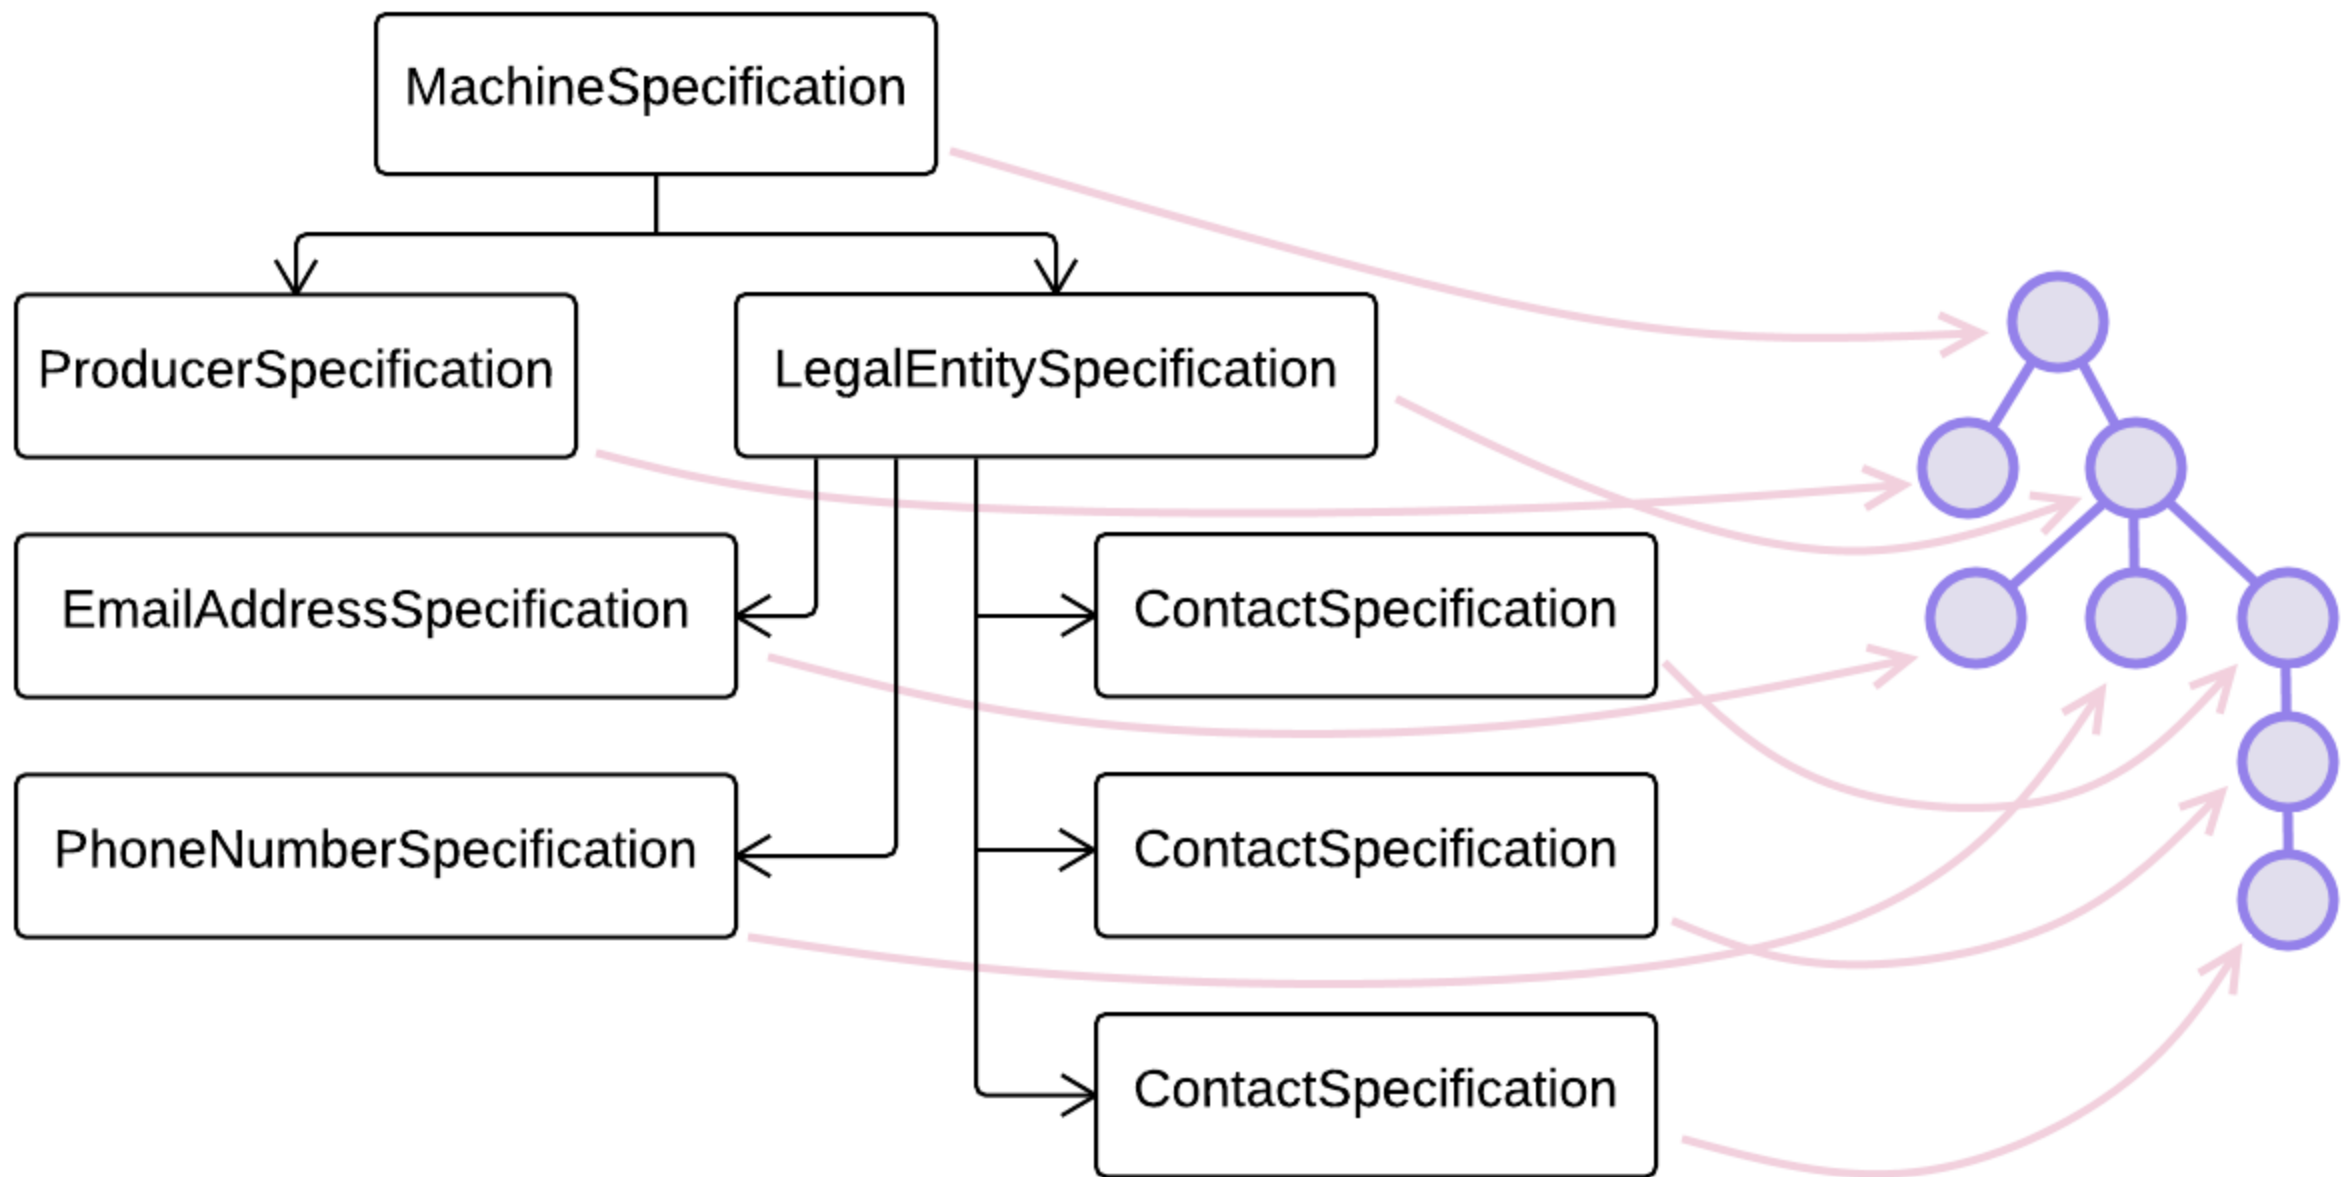 MachineSpecification
ProducerSpecification
LegalEntitySpecification
EmailAddressSpecification
ContactSpecification
PhoneNumberSpecification
ContactSpecification
ContactSpecification